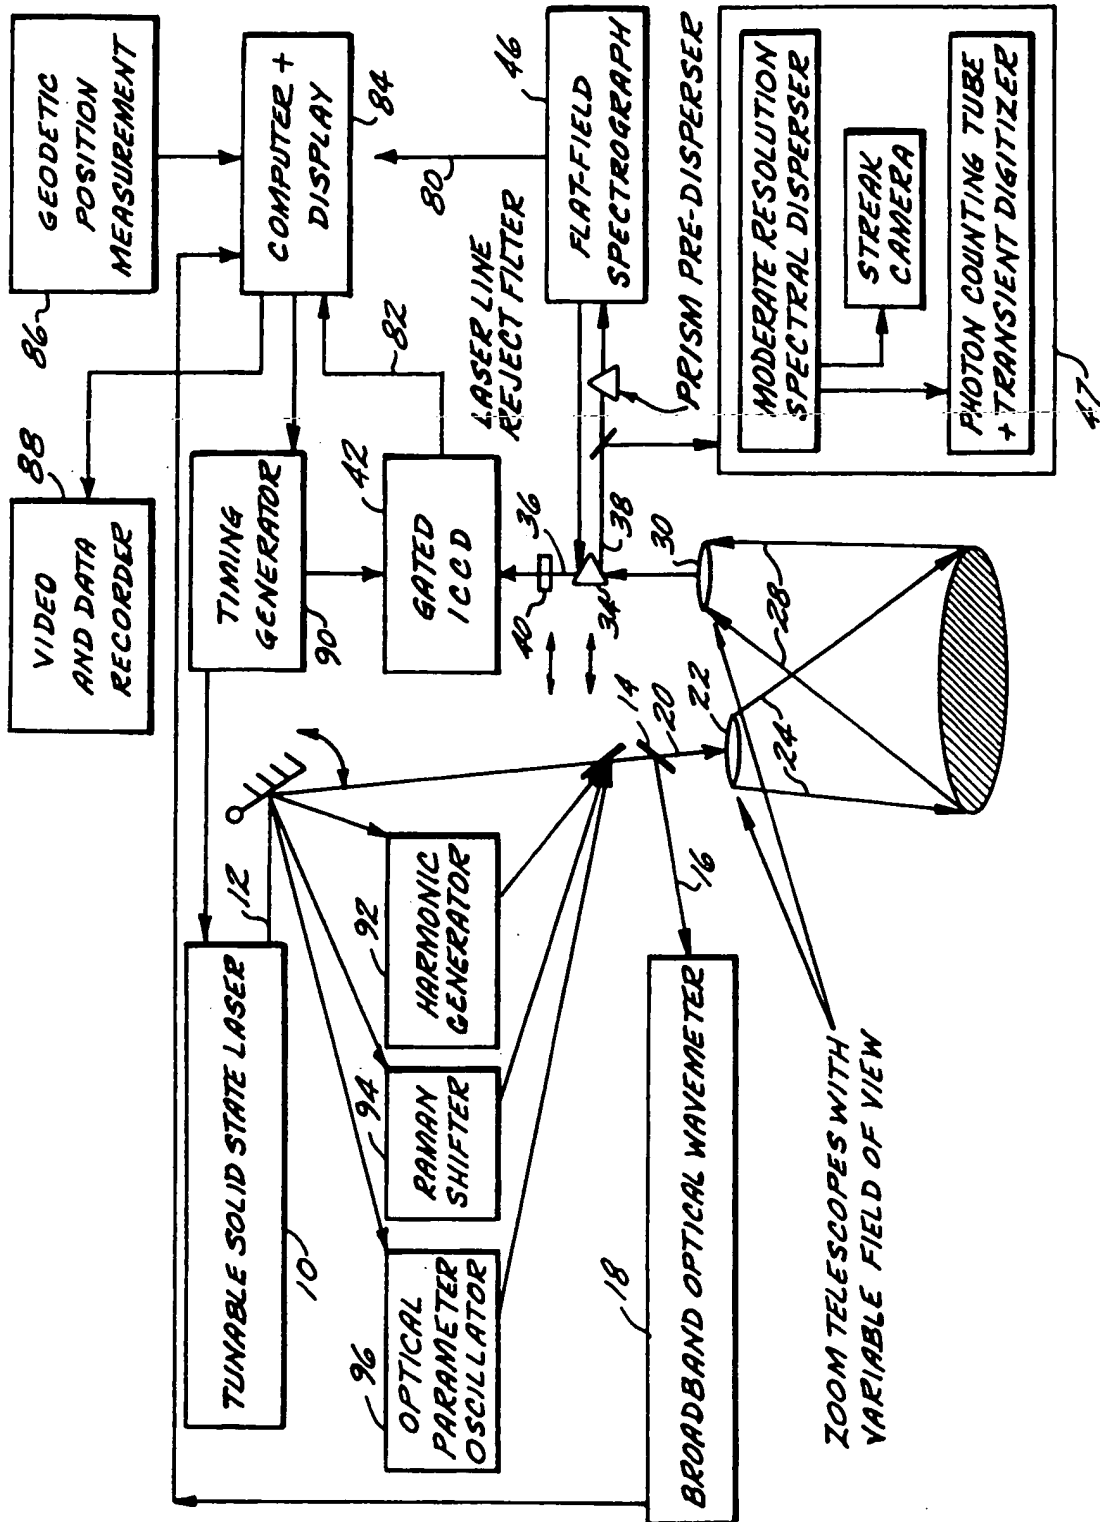 GEODETIC
POSITION
MEASUREMENT
86
COMPUTER +
DISPLAY
84
80
82
VIDEO
AND DATA
RECORDER
88
TIMING
GENERATOR
90
GATED
ICCD
42
LASER LINE
REJECT FILTER
FLAT-FIELD
SPECTROGRAPH
46
PRISM PRE-DISPERSER
MODERATE RESOLUTION
SPECTRAL DISPERSER
STREAK
CAMERA
PHOTON COUNTING TUBE
+ TRANSIENT DIGITIZER
47
36
40
34
38
30
28
TUNABLE SOLID STATE LASER
10
12
HARMONIC
GENERATOR
92
RAMAN
SHIFTER
94
OPTICAL
PARAMETER
OSCILLATOR
96
14
16
20
22
24
BROADBAND OPTICAL WAVEMETER
18
ZOOM TELESCOPES WITH
VARIABLE FIELD OF VIEW